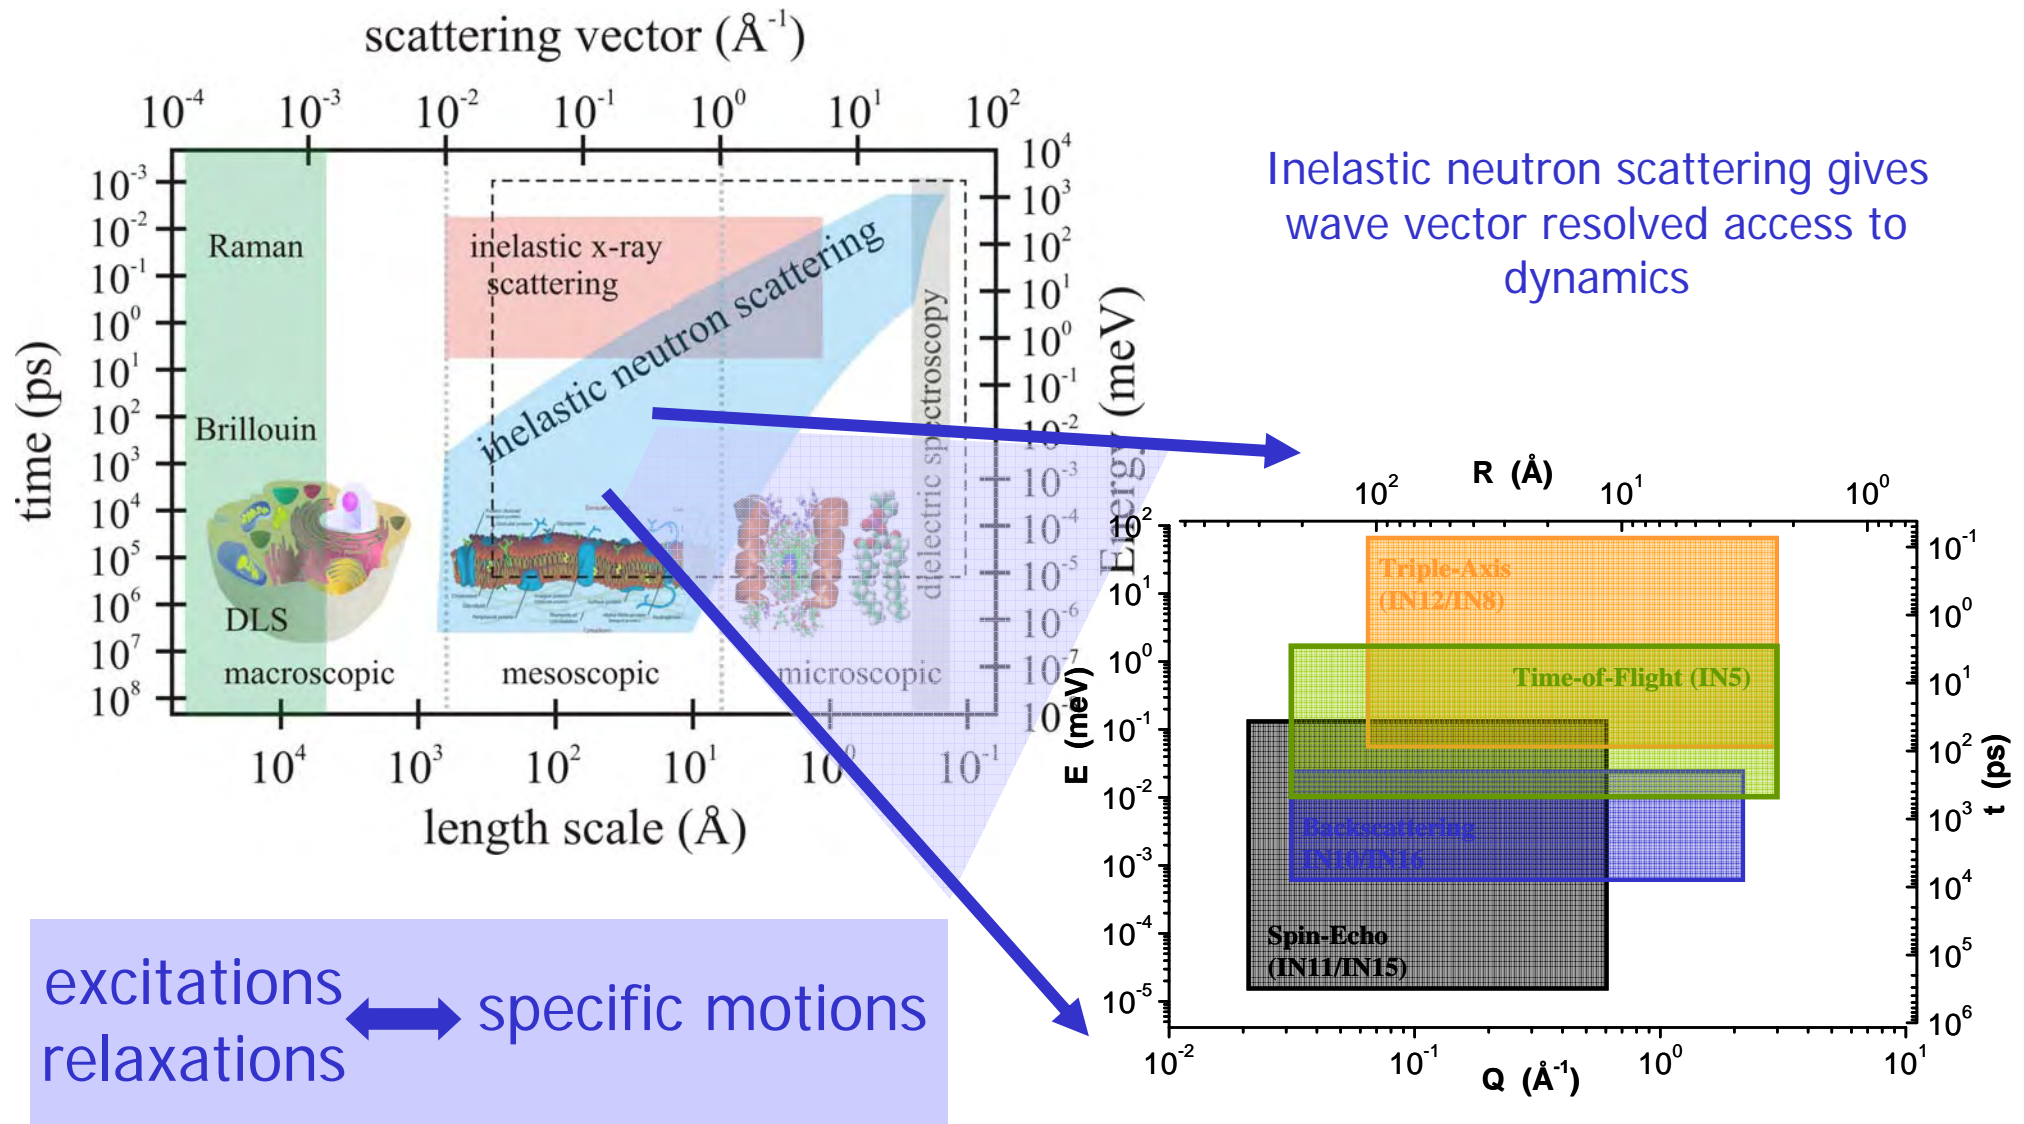 scattering vector (Å⁻¹)
10⁻⁴ 10⁻³ 10⁻² 10⁻¹ 10⁰ 10¹ 10²
time (ps)
10⁻³
10⁻²
10⁻¹
10⁰
10¹
10²
10³
10⁴
10⁵
10⁶
10⁷
10⁸
Raman
Brillouin
DLS
inelastic x-ray
scattering
inelastic neutron scattering
dielectric spectroscopy
macroscopic
mesoscopic
microscopic
10⁴
10³
10²
10¹
10⁰
10⁻¹
10⁻²
10⁻³
10⁻⁴
10⁻⁵
10⁻⁶
10⁻⁷
Energy (meV)
10⁴ 10³ 10² 10¹ 10⁰ 10⁻¹
length scale (Å)
Inelastic neutron scattering gives
wave vector resolved access to
dynamics
R (Å)
10² 10¹ 10⁰
E (meV)
10²
10¹
10⁰
10⁻¹
10⁻²
10⁻³
10⁻⁴
10⁻⁵
Triple-Axis
(IN12/IN8)
Time-of-Flight (IN5)
Backscattering
IN10/IN16
Spin-Echo
(IN11/IN15)
10⁻¹
10⁰
10¹
10²
10³
10⁴
10⁵
10⁶
t (ps)
10⁻² 10⁻¹ 10⁰ 10¹
Q (Å⁻¹)
excitations
relaxations
specific motions